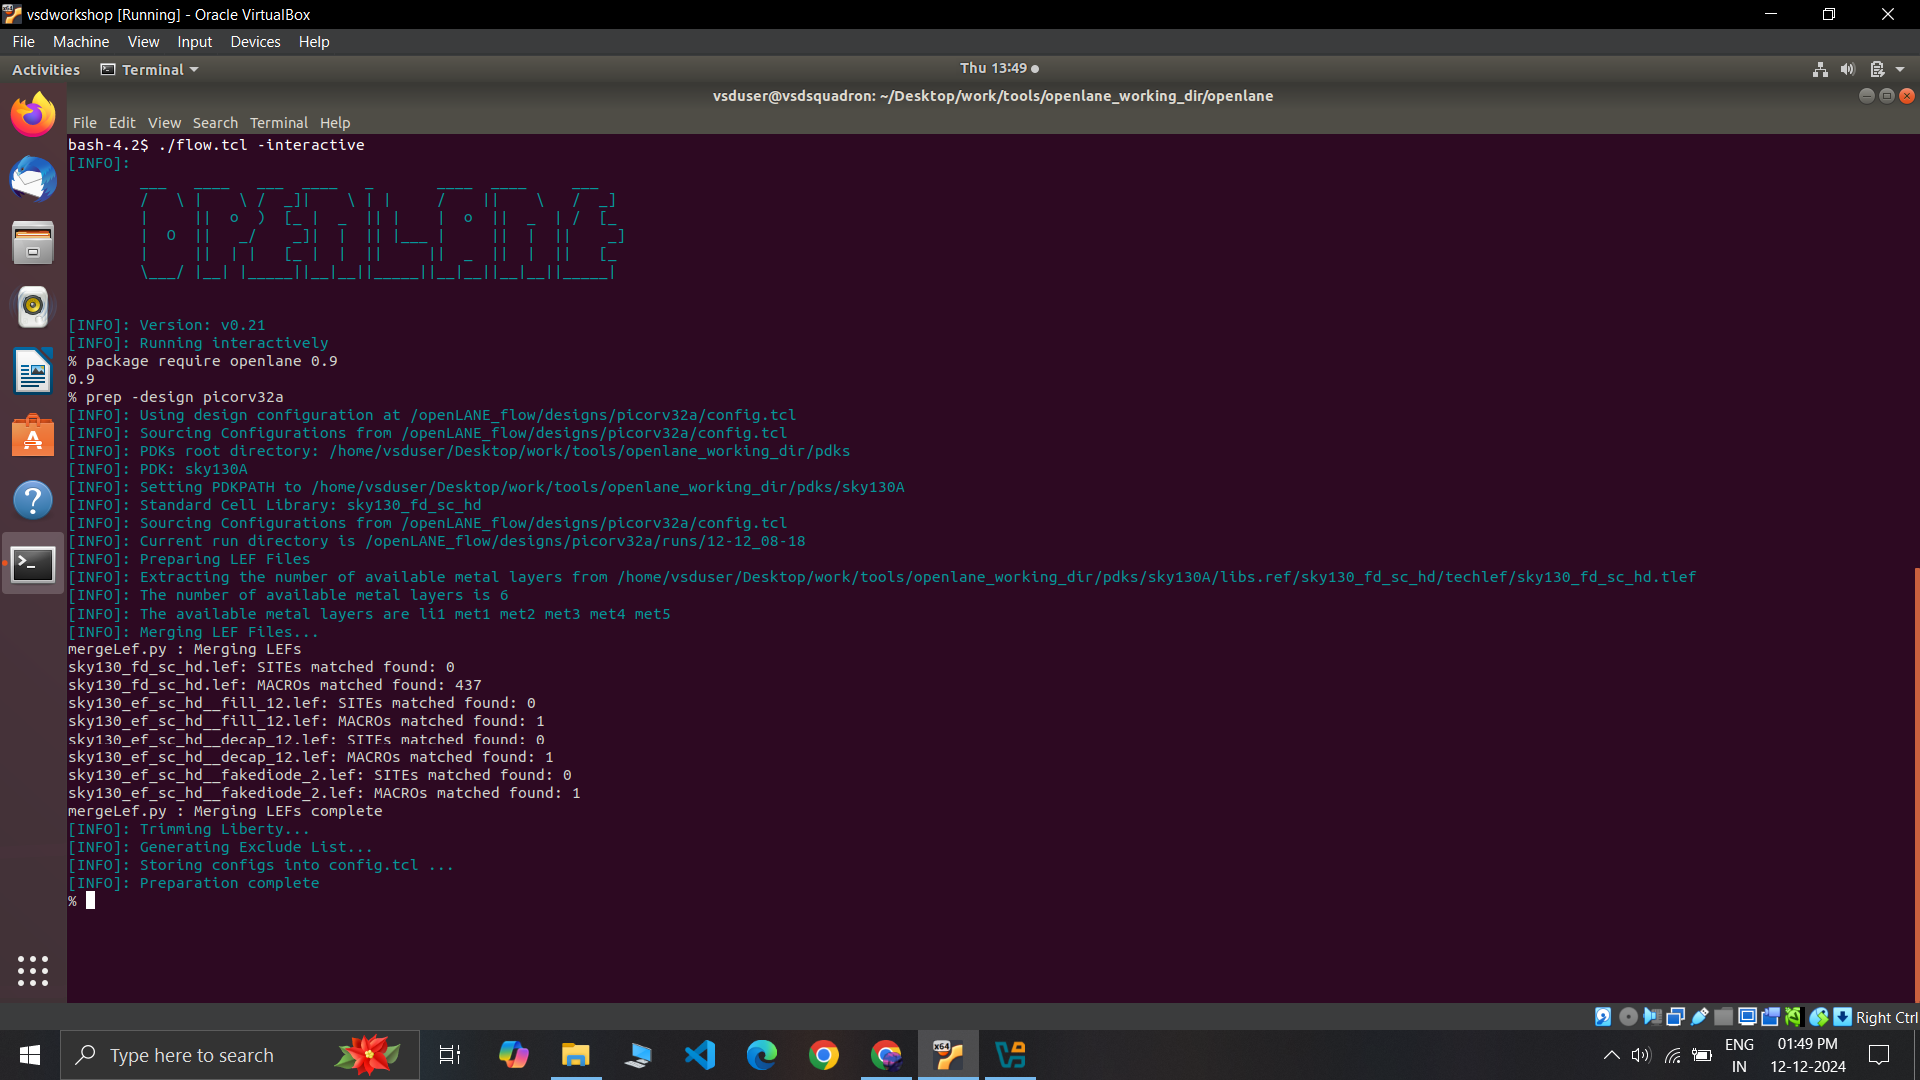 vsdworkshop [Running] - Oracle VirtualBox
File Machine View Input Devices Help
Activities Terminal Thu 13:49
vsduser@vsdsquadron: ~/Desktop/work/tools/openlane_working_dir/openlane
File Edit View Search Terminal Help
bash-4.2$ ./flow.tcl -interactive
[INFO]:
OPENLANE
[INFO]: Version: v0.21
[INFO]: Running interactively
% package require openlane 0.9
0.9
% prep -design picorv32a
[INFO]: Using design configuration at /openLANE_flow/designs/picorv32a/config.tcl
[INFO]: Sourcing Configurations from /openLANE_flow/designs/picorv32a/config.tcl
[INFO]: PDKs root directory: /home/vsduser/Desktop/work/tools/openlane_working_dir/pdks
[INFO]: PDK: sky130A
[INFO]: Setting PDKPATH to /home/vsduser/Desktop/work/tools/openlane_working_dir/pdks/sky130A
[INFO]: Standard Cell Library: sky130_fd_sc_hd
[INFO]: Sourcing Configurations from /openLANE_flow/designs/picorv32a/config.tcl
[INFO]: Current run directory is /openLANE_flow/designs/picorv32a/runs/12-12_08-18
[INFO]: Preparing LEF Files
[INFO]: Extracting the number of available metal layers from /home/vsduser/Desktop/work/tools/openlane_working_dir/pdks/sky130A/libs.ref/sky130_fd_sc_hd/techlef/sky130_fd_sc_hd.tlef
[INFO]: The number of available metal layers is 6
[INFO]: The available metal layers are li1 met1 met2 met3 met4 met5
[INFO]: Merging LEF Files...
mergeLef.py : Merging LEFs
sky130_fd_sc_hd.lef: SITEs matched found: 0
sky130_fd_sc_hd.lef: MACROs matched found: 437
sky130_ef_sc_hd__fill_12.lef: SITEs matched found: 0
sky130_ef_sc_hd__fill_12.lef: MACROs matched found: 1
sky130_ef_sc_hd__decap_12.lef: SITEs matched found: 0
sky130_ef_sc_hd__decap_12.lef: MACROs matched found: 1
sky130_ef_sc_hd__fakediode_2.lef: SITEs matched found: 0
sky130_ef_sc_hd__fakediode_2.lef: MACROs matched found: 1
mergeLef.py : Merging LEFs complete
[INFO]: Trimming Liberty...
[INFO]: Generating Exclude List...
[INFO]: Storing configs into config.tcl ...
[INFO]: Preparation complete
%
Right Ctrl
Type here to search
ENG
IN
01:49 PM
12-12-2024